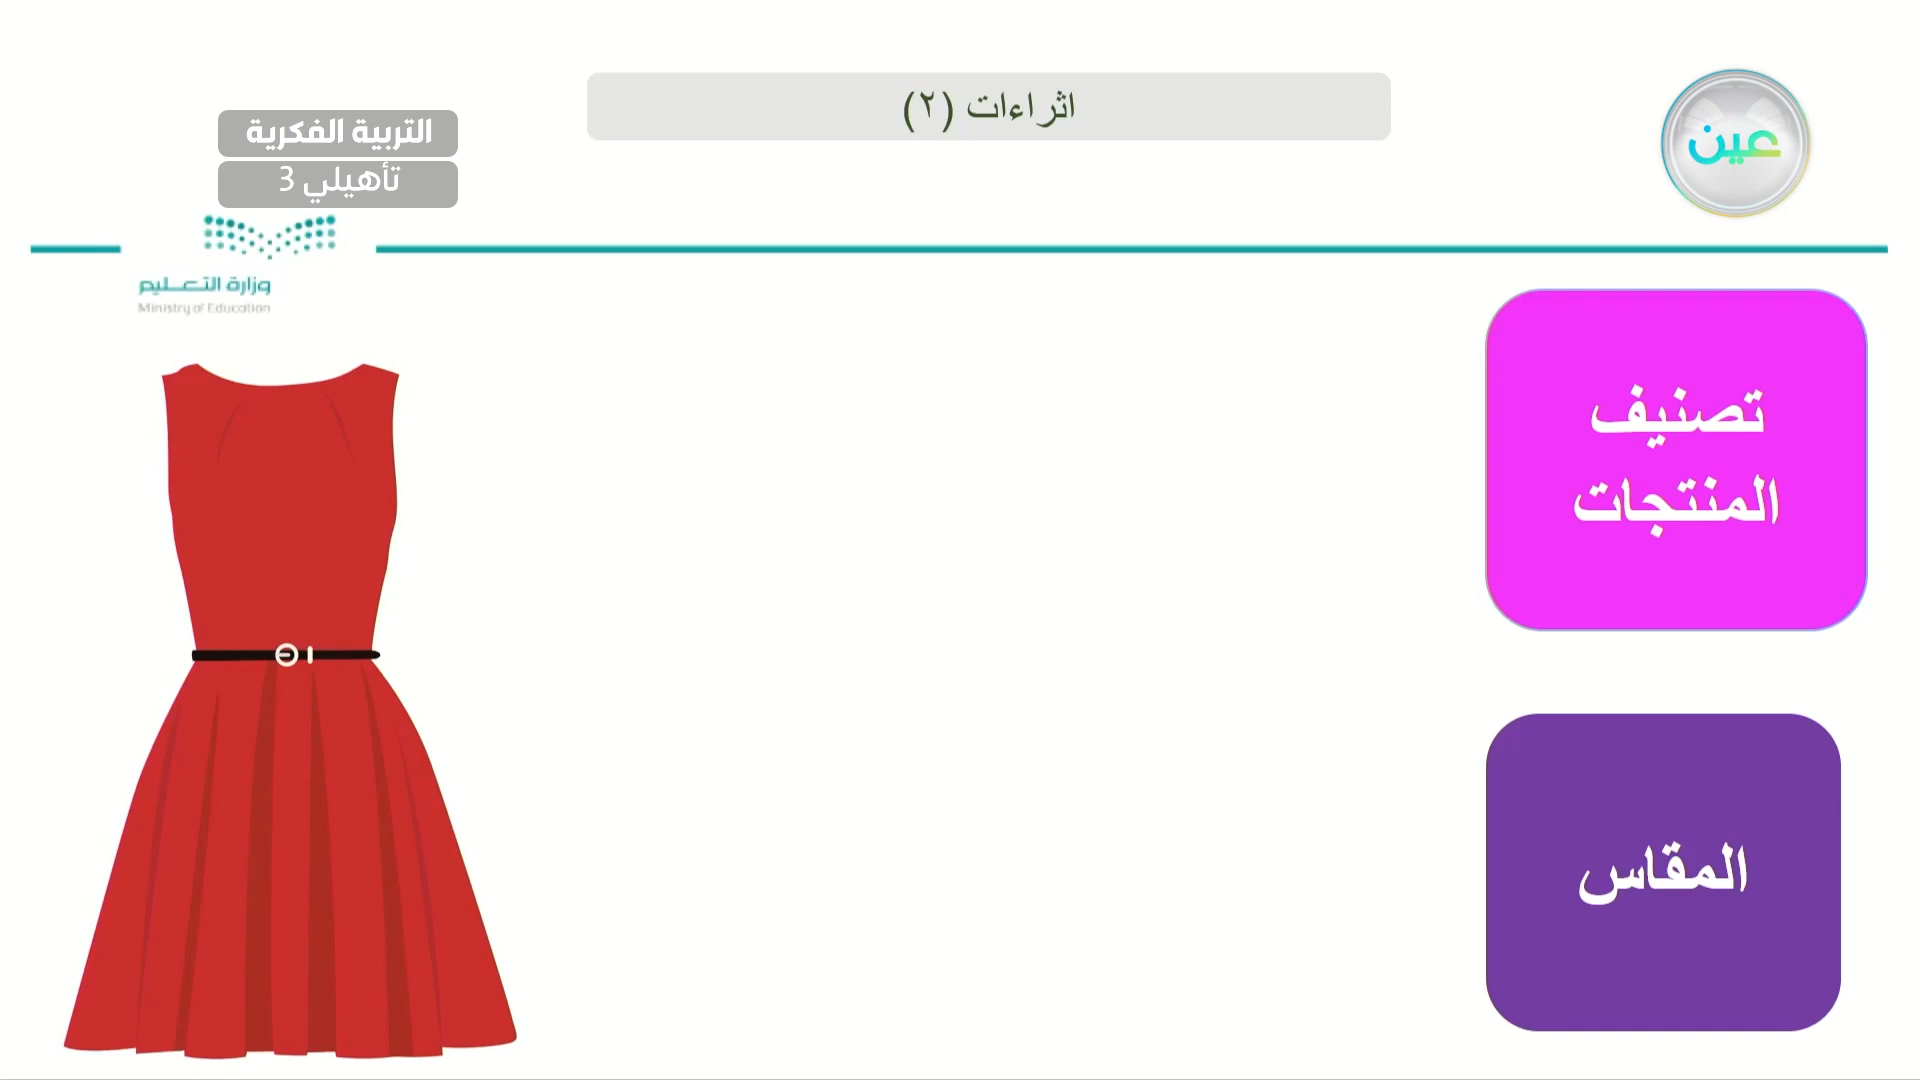 اثراءات (٢)
عين
التربية الفكرية
تأهيلي 3
وزارة التعليم
Ministry of Education
تصنيف
المنتجات
المقاس